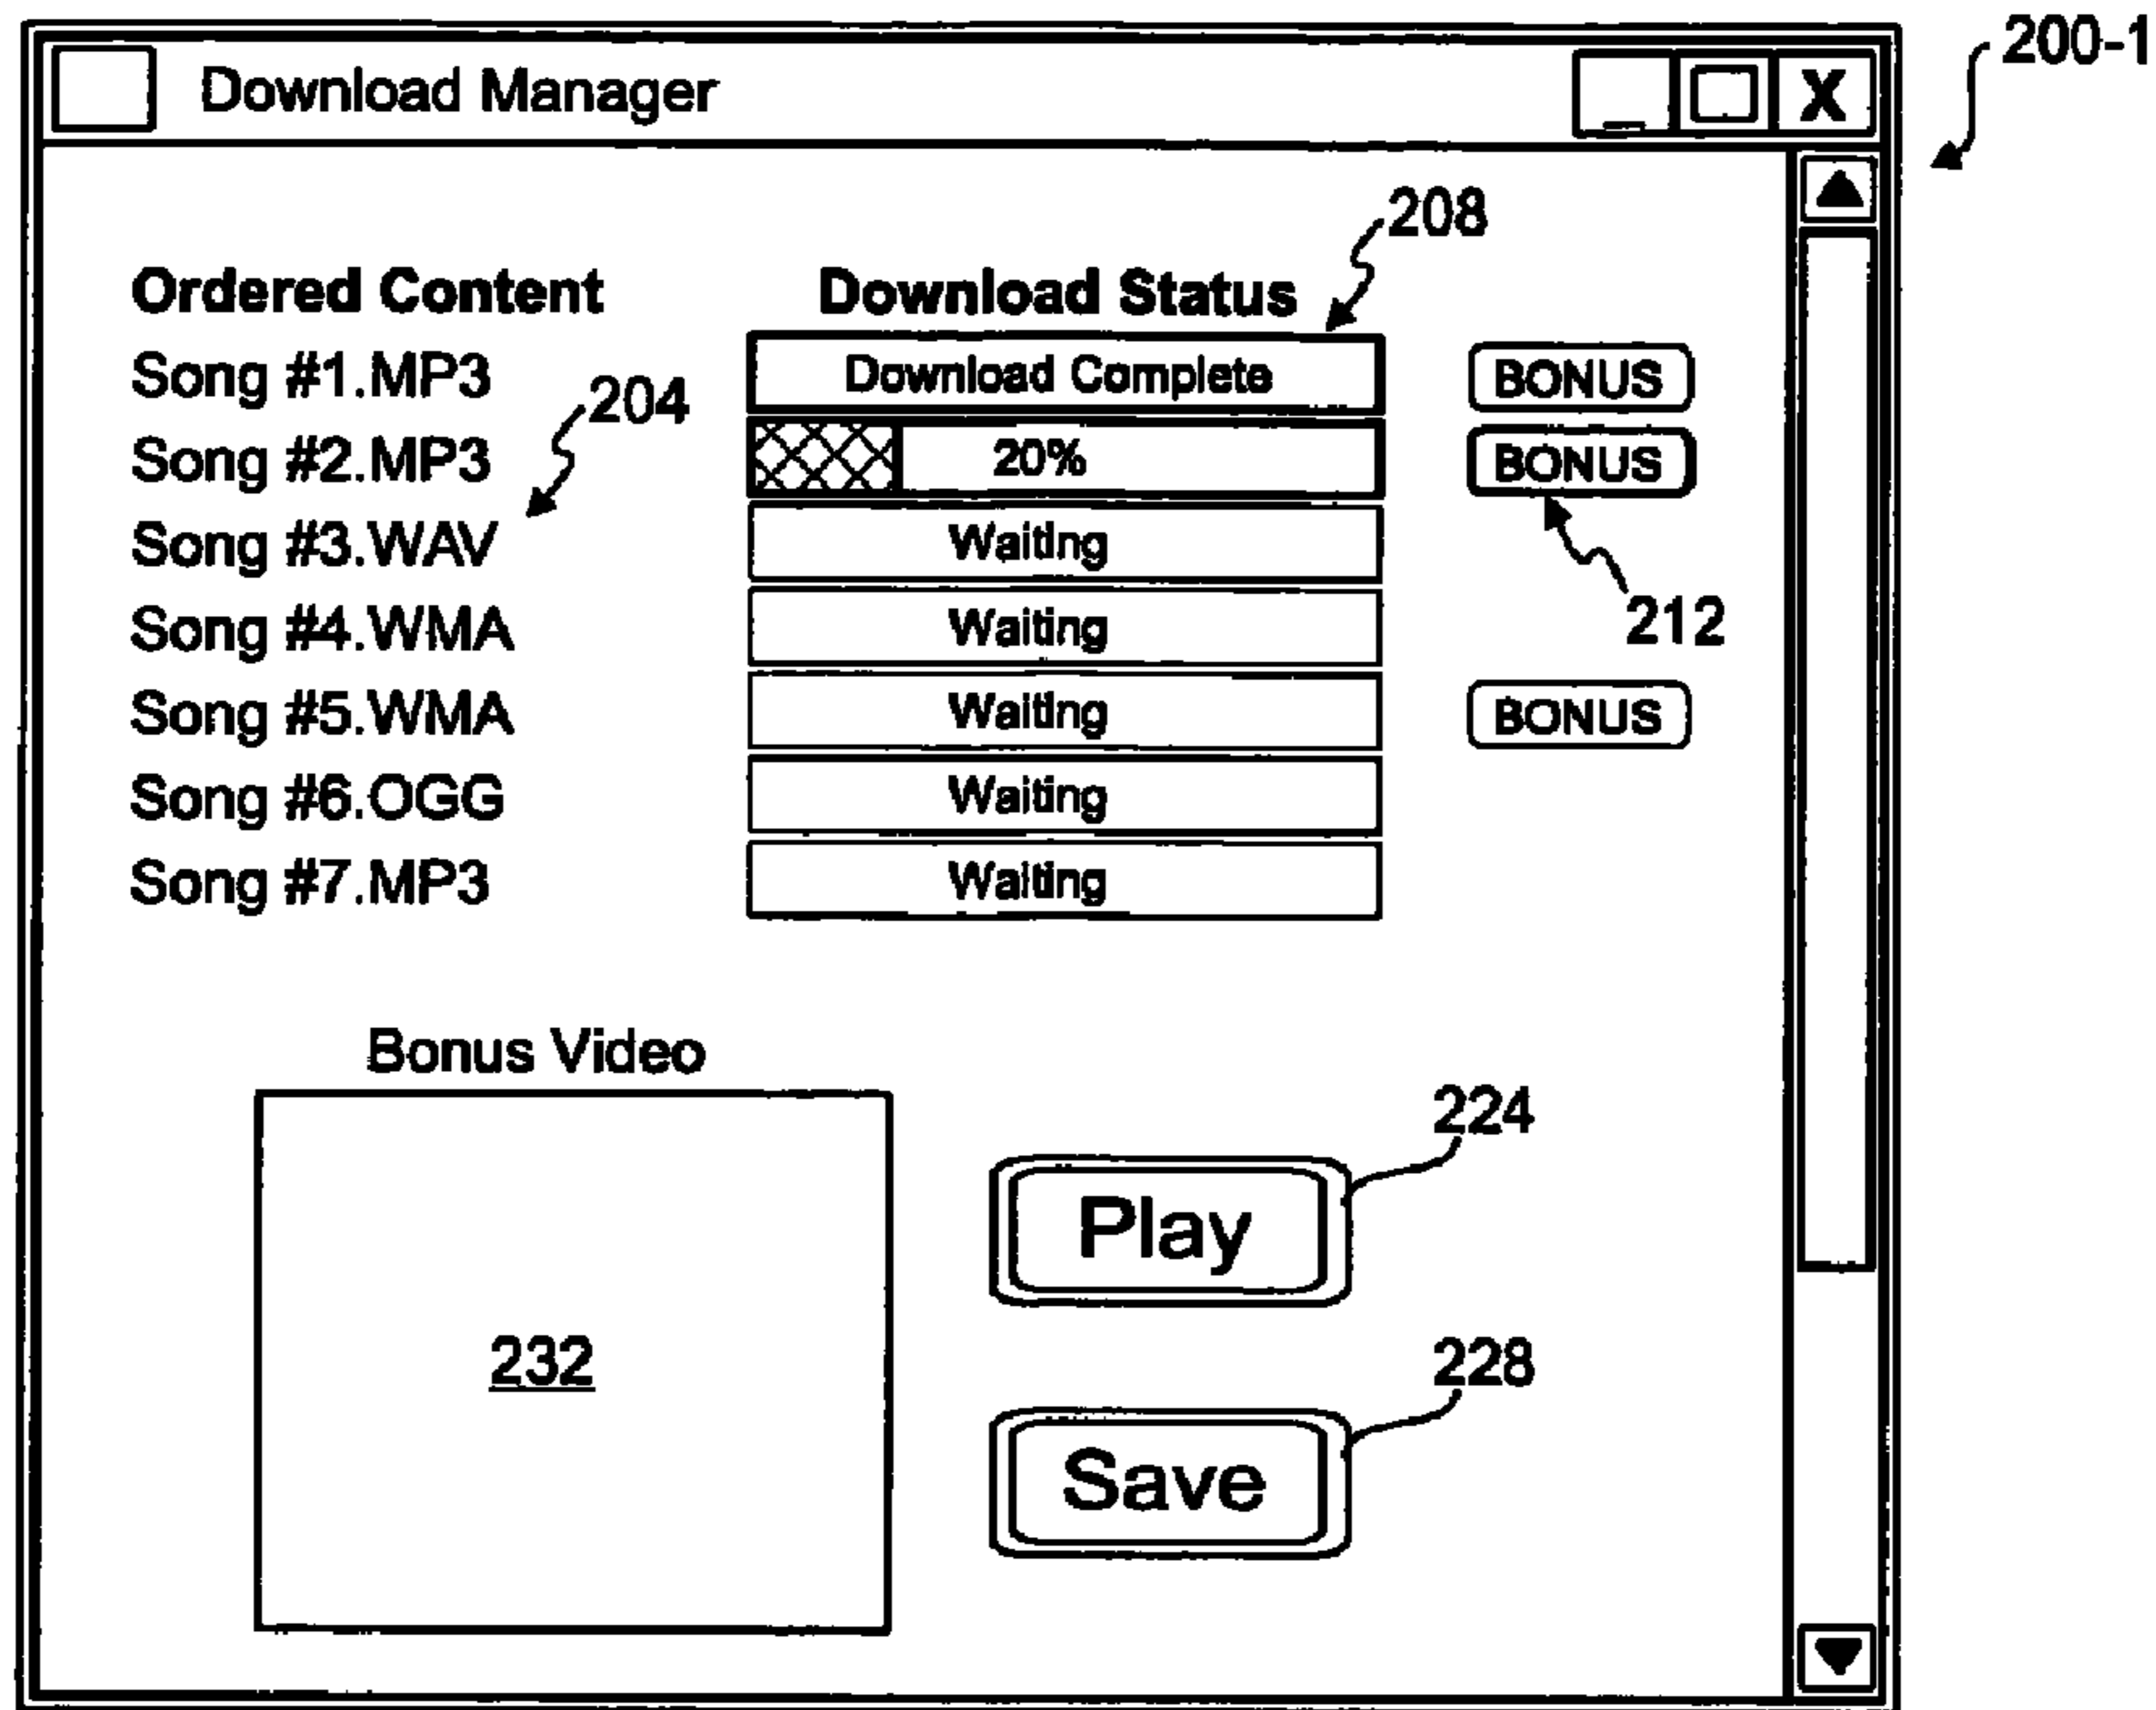 200-1
Download Manager
X
208
Ordered Content Download Status
Song #1.MP3 Download Complete BONUS
204
Song #2.MP3 20% BONUS
Song #3.WAV Waiting
212
Song #4.WMA Waiting
Song #5.WMA Waiting BONUS
Song #6.OGG Waiting
Song #7.MP3 Waiting
Bonus Video
224
Play
232
228
Save